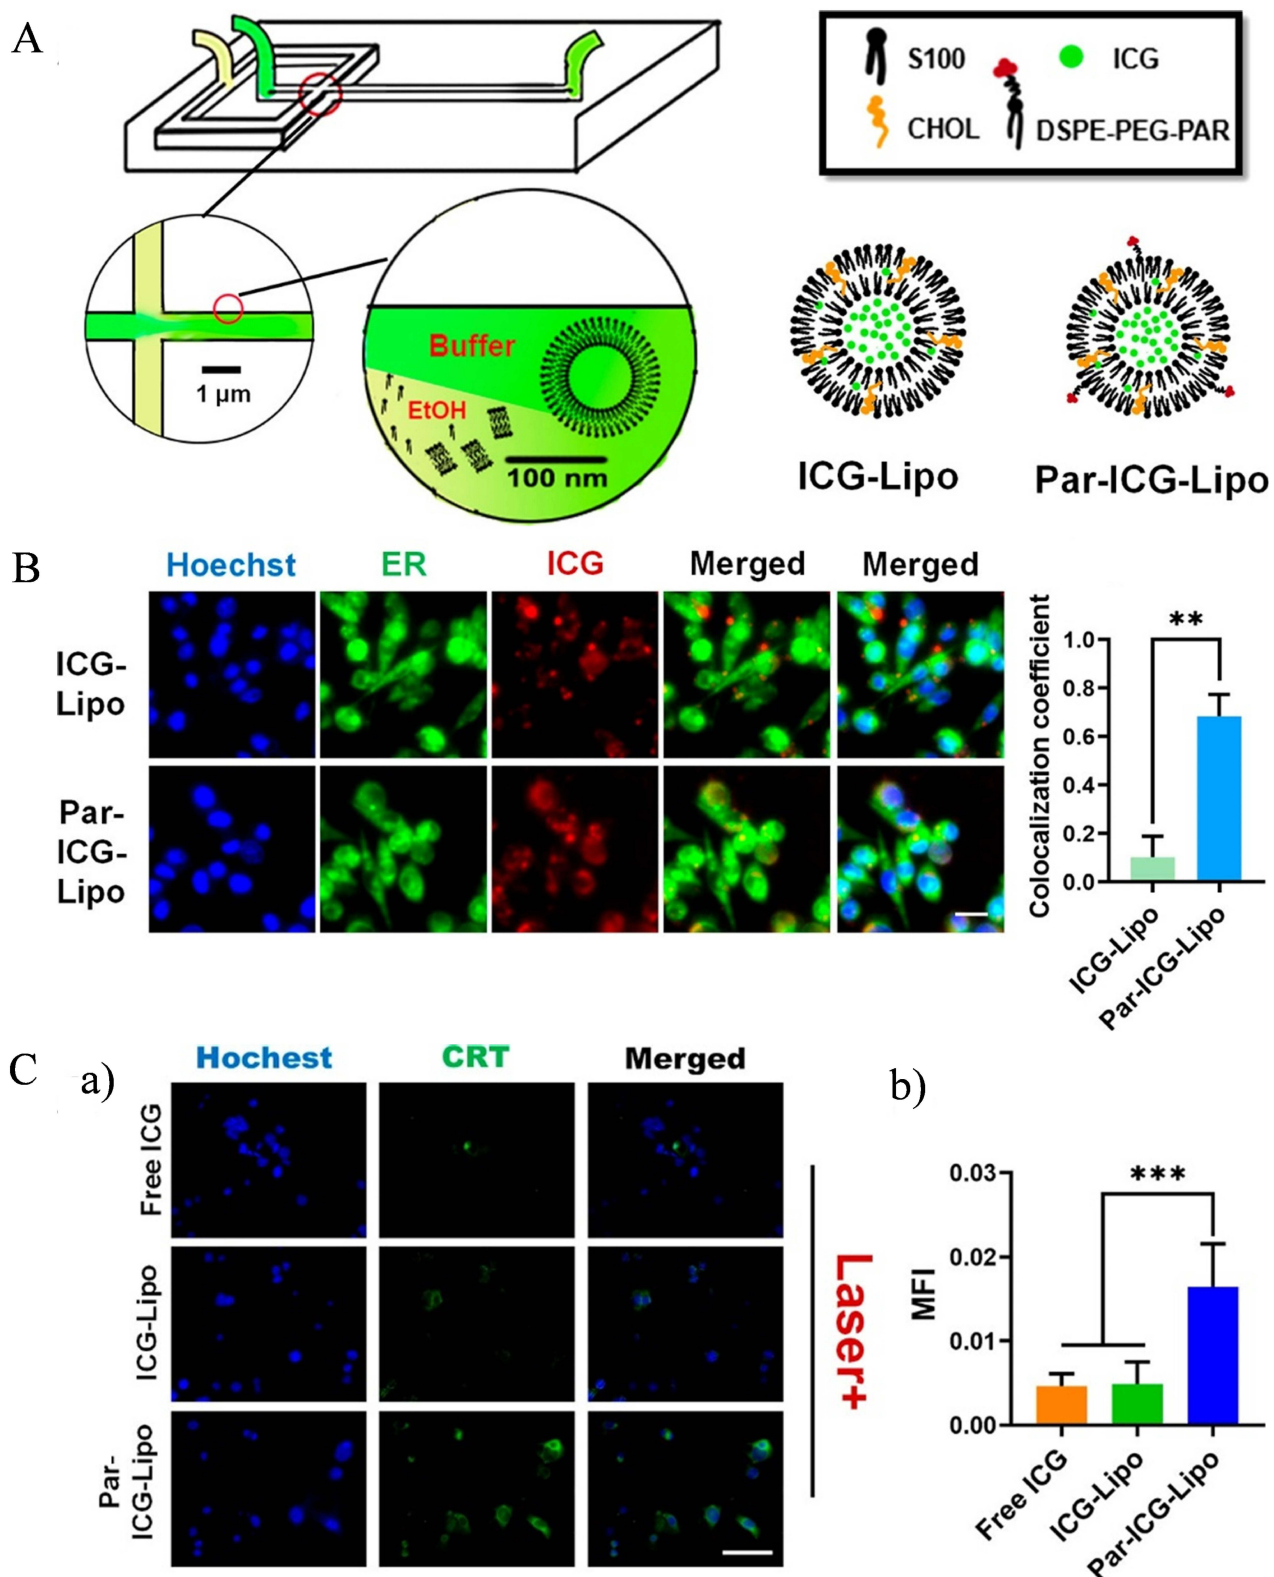 A
S100
ICG
CHOL
DSPE-PEG-PAR
1 μm
Buffer
EtOH
100 nm
ICG-Lipo
Par-ICG-Lipo
B
Hoechst
ER
ICG
Merged
Merged
ICG-
Lipo
Par-
ICG-
Lipo
Colocalization coefficient
1.0
0.8
0.6
0.4
0.2
0.0
**
ICG-Lipo
Par-ICG-Lipo
C
a)
Hochest
CRT
Merged
Free ICG
ICG-Lipo
Par-
ICG-Lipo
Laser+
b)
MFI
0.03
0.02
0.01
0.00
***
Free ICG
ICG-Lipo
Par-ICG-Lipo